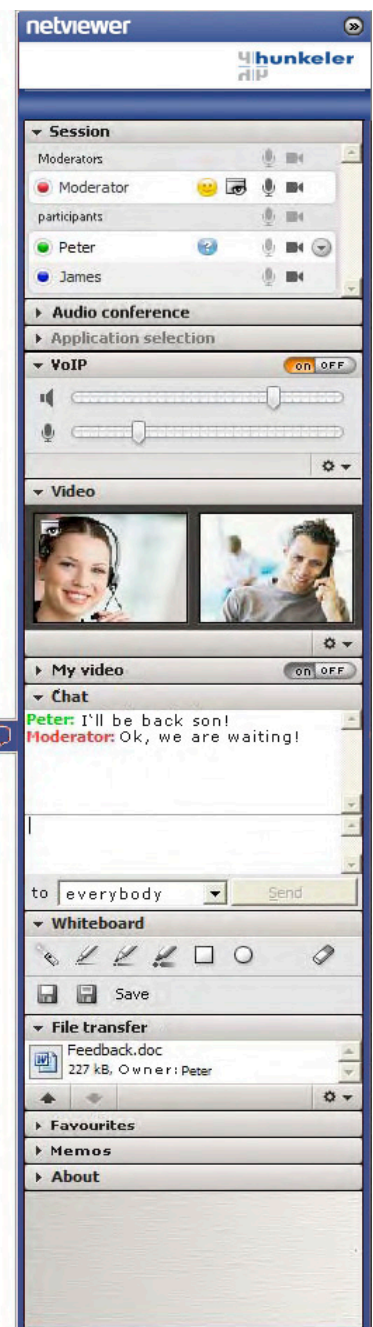 netviewer
hunkeler
Session
Moderators
Moderator
participants
Peter
James
Audio conference
Application selection
VoIP
on OFF
Video
My video
on OFF
Chat
Peter: I'll be back son!
Moderator: Ok, we are waiting!
to everybody Send
Whiteboard
Save
File transfer
Feedback.doc
227 kB, Owner: Peter
Favourites
Memos
About